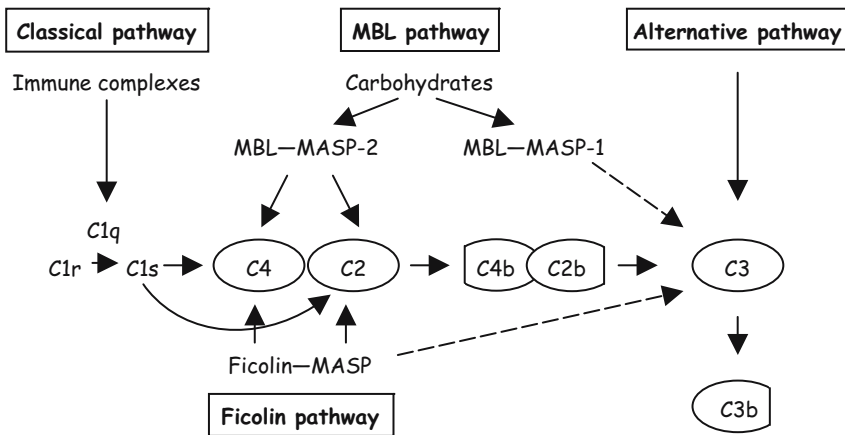 Classical pathway
MBL pathway
Alternative pathway
Immune complexes
Carbohydrates
MBL—MASP-2
MBL—MASP-1
C1q
C1r
C1s
C4
C2
C4b
C2b
C3
Ficolin—MASP
Ficolin pathway
C3b